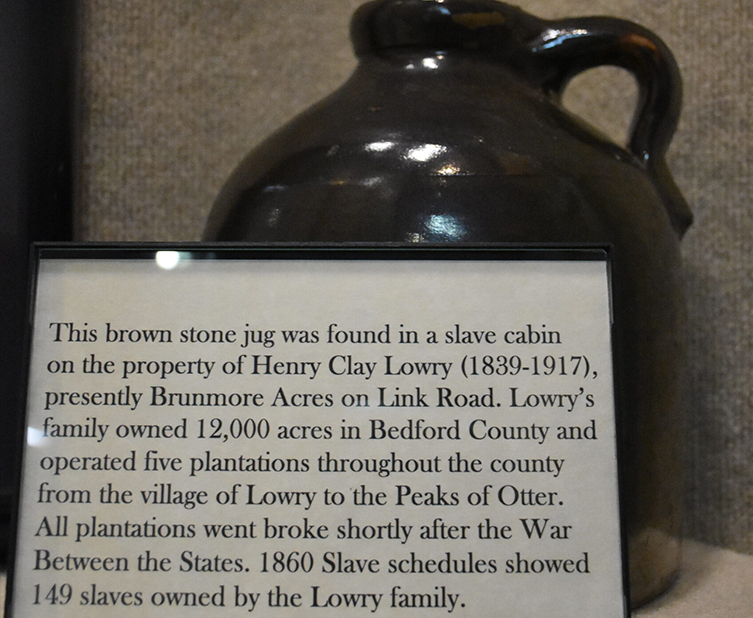 This brown stone jug was found in a slave cabin
on the property of Henry Clay Lowry (1839-1917),
presently Brunmore Acres on Link Road. Lowry's
family owned 12,000 acres in Bedford County and
operated five plantations throughout the county
from the village of Lowry to the Peaks of Otter.
All plantations went broke shortly after the War
Between the States. 1860 Slave schedules showed
149 slaves owned by the Lowry family.